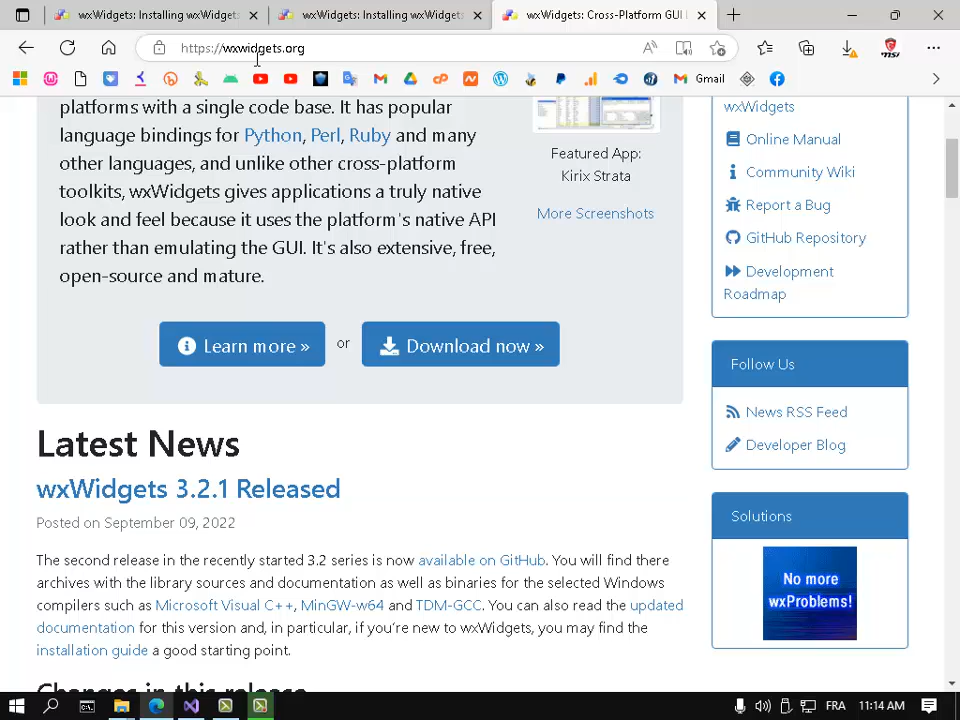 wxWidgets: Installing wxWidgets
wxWidgets: Installing wxWidgets
wxWidgets: Cross-Platform GUI
https://wxwidgets.org
Gmail
platforms with a single code base. It has popular
language bindings for Python, Perl, Ruby and many
other languages, and unlike other cross-platform
toolkits, wxWidgets gives applications a truly native
look and feel because it uses the platform's native API
rather than emulating the GUI. It's also extensive, free,
open-source and mature.
Featured App:
Kirix Strata
More Screenshots
Learn more »
or
Download now »
Latest News
wxWidgets 3.2.1 Released
Posted on September 09, 2022
The second release in the recently started 3.2 series is now available on GitHub. You will find there
archives with the library sources and documentation as well as binaries for the selected Windows
compilers such as Microsoft Visual C++, MinGW-w64 and TDM-GCC. You can also read the updated
documentation for this version and, in particular, if you're new to wxWidgets, you may find the
installation guide a good starting point.
Changes in this release
wxWidgets
Online Manual
Community Wiki
Report a Bug
GitHub Repository
Development
Roadmap
Follow Us
News RSS Feed
Developer Blog
Solutions
No more
wxProblems!
FRA
11:14 AM